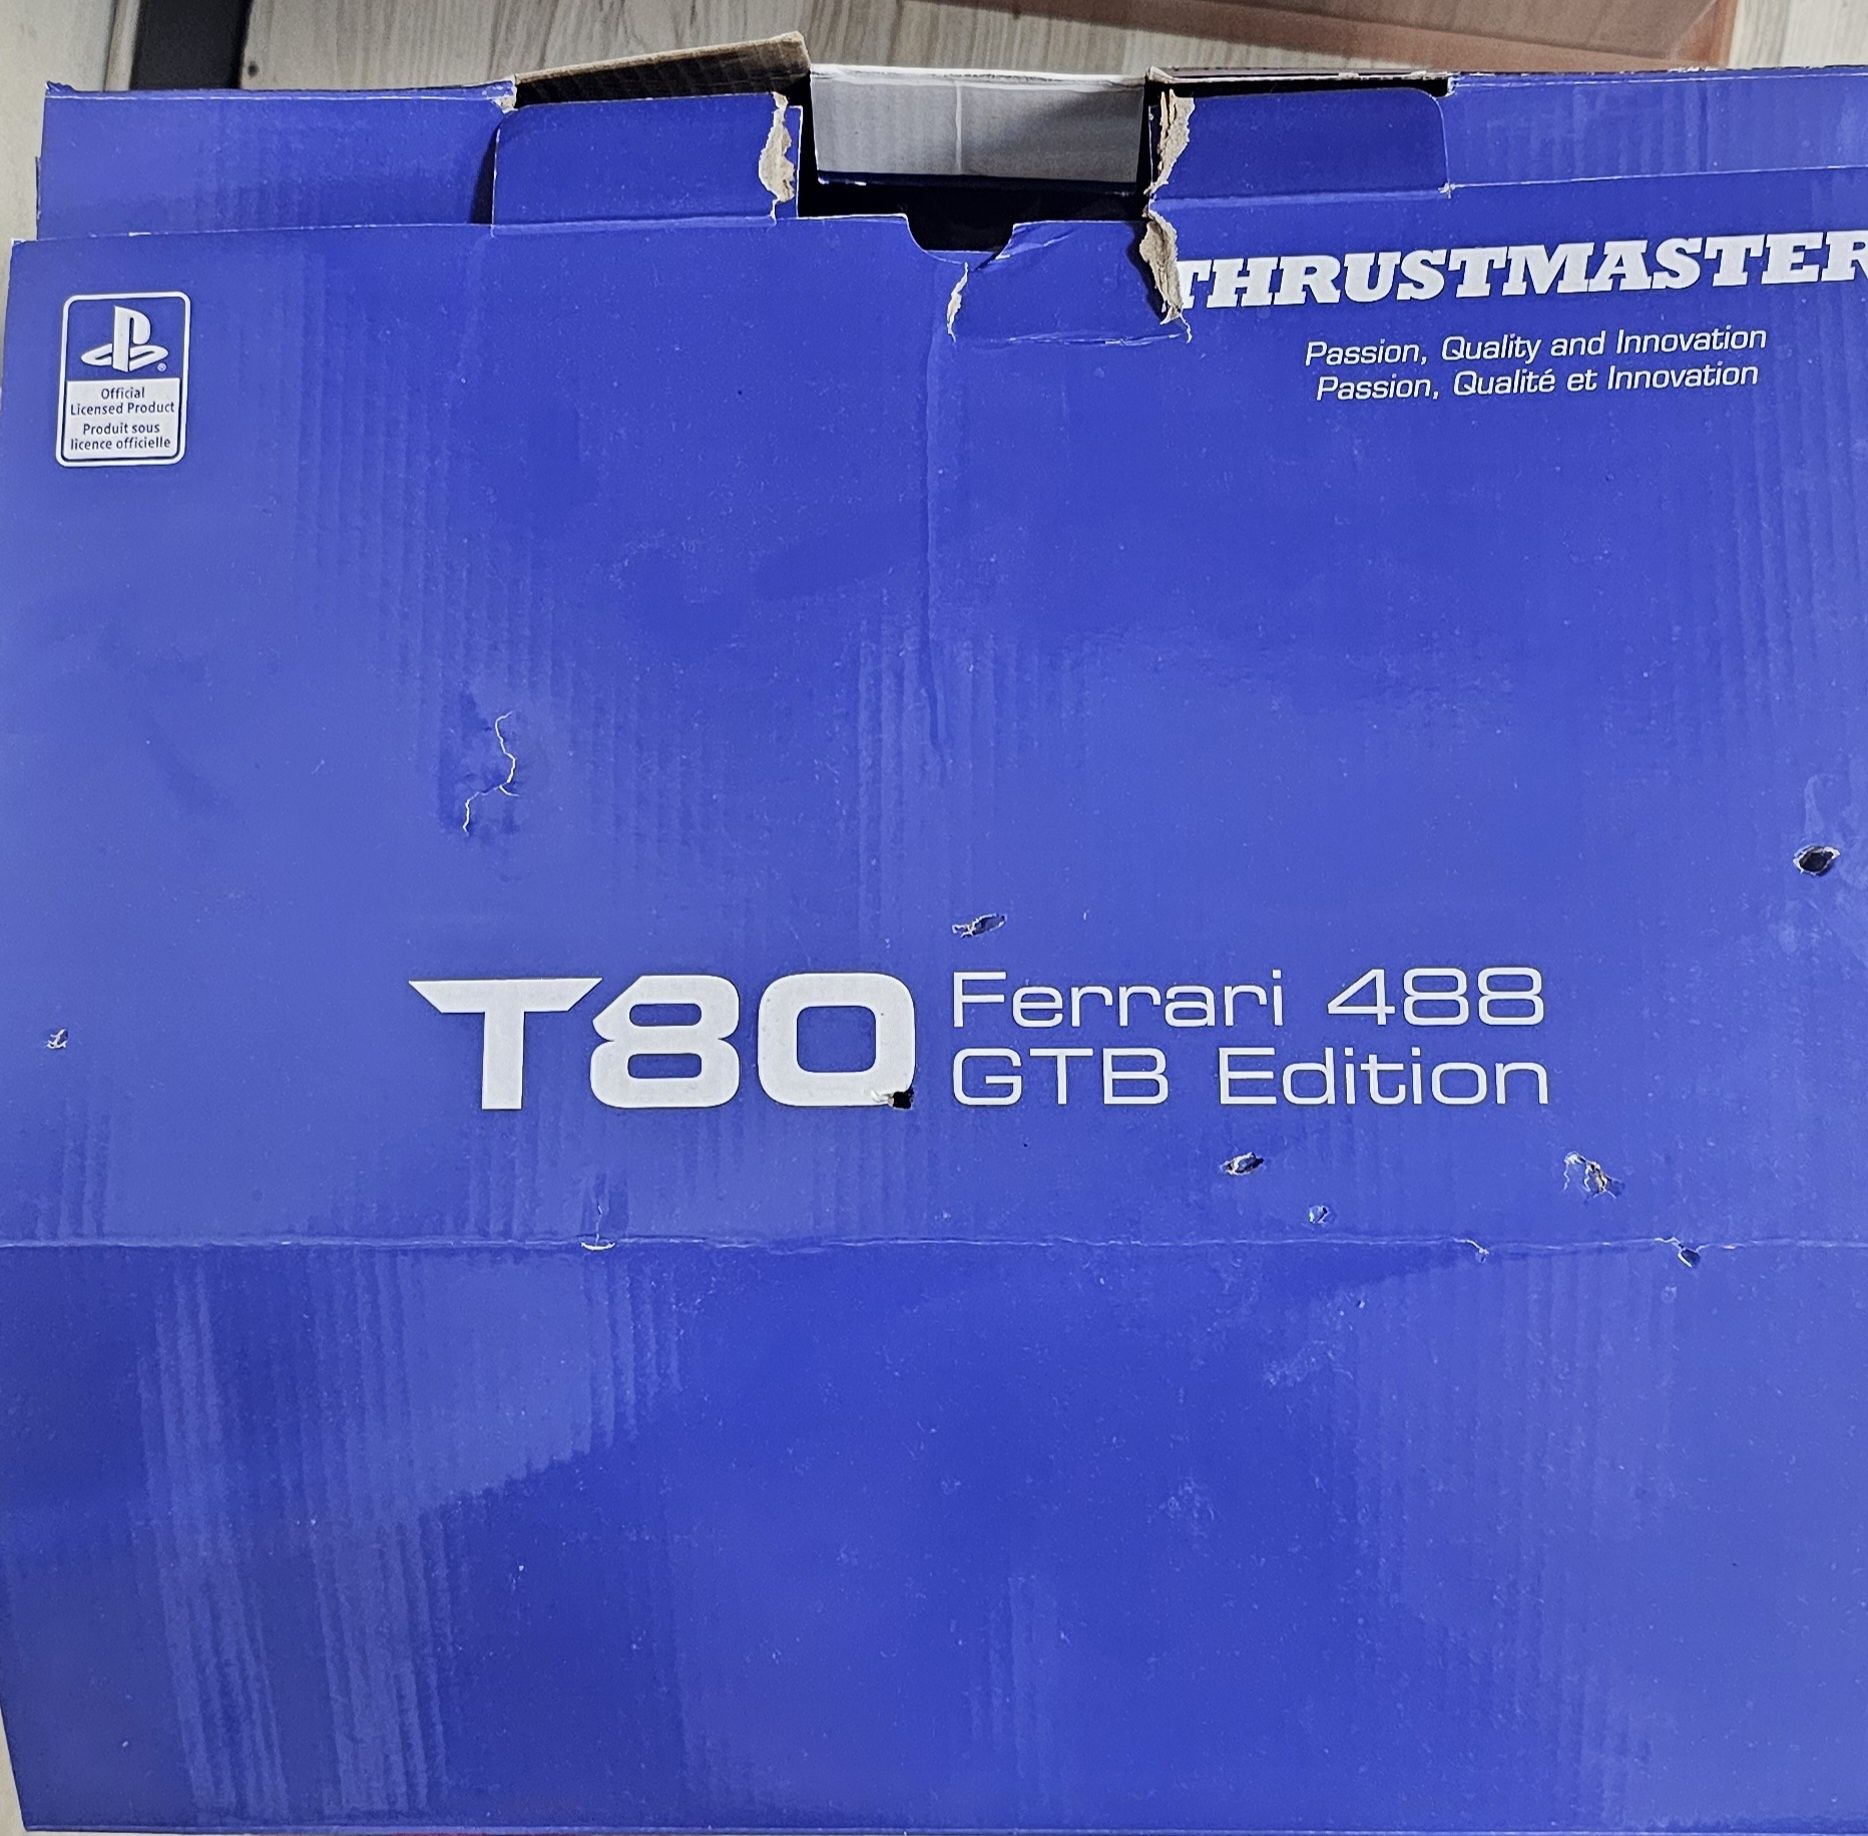 THRUSTMASTER
Passion, Quality and Innovation
Passion, Qualité et Innovation
Official
Licensed Product
Produit sous
licence officielle
T80 Ferrari 488
GTB Edition